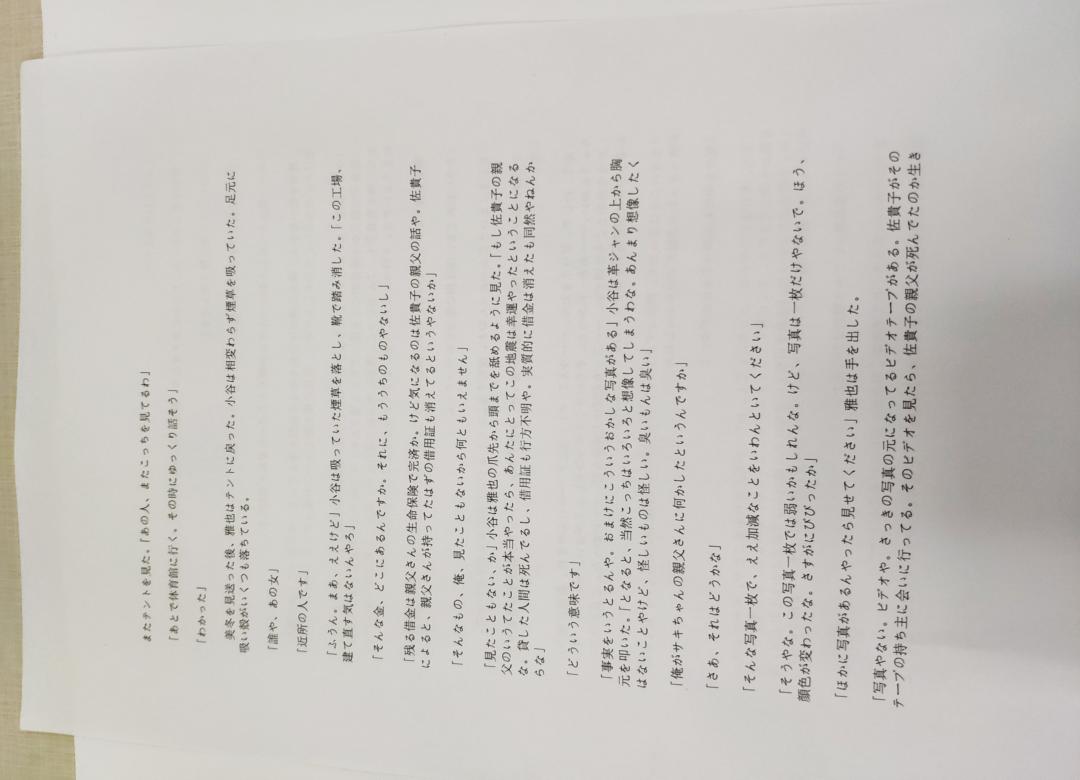 またテントを見た。「あの人、またこっちを見てるわ」
「あとで体育館に行く。その時にゆっくり話そう」
「わかった」
美冬を見送った後、雅也はテントに戻った。小谷は相変わらず煙草を吸っていた。足元に
吸い殻がいくつも落ちている。
「誰や、あの女」
「近所の人です」
「ふうん。まあ、ええけど」小谷は吸っていた煙草を落とし、靴で踏み消した。「この工場、
建て直す気はないんやろ」
「そんな金、どこにあるんですか。それに、もううちのものやないし」
「残る借金は親父さんの生命保険で完済か。けど気になるのは佐貴子の親父の話や。佐貴子
によると、親父さんが持ってたはずの借用証も消えてるというやないか」
「そんなもの、俺、見たこともないから何ともいえません」
「見たこともない、か」小谷は雅也の爪先から頭までを舐めるように見た。「もし佐貴子の親
父のいうてたことが本当やったら、あんたにとってこの地震は幸運やったということになる
な。貸した人間は死んでるし、借用証も行方不明や。実質的に借金は消えたも同然やねんか
らな」
「どういう意味です」
「事実をいうとるんや。おまけにこういうおかしな写真がある」小谷は革ジャンの上から胸
元を叩いた。「となると、当然こっちはいろいろと想像してしまうわな。あんまり想像したく
はないことやけど、怪しいものは怪しい。臭いもんは臭い」
「俺がサキちゃんの親父さんに何かしたというんですか」
「さあ、それはどうかな」
「そんな写真一枚で、ええ加減なことをいわんといてください」
「そうやな。この写真一枚では弱いかもしれんな。けど、写真は一枚だけやないで。ほう、
顔色が変わったな。さすがにびびったか」
「ほかに写真があるんやったら見せてください」雅也は手を出した。
「写真やない。ビデオや。さっきの写真の元になってるビデオテープがある。佐貴子がその
テープの持ち主に会いに行ってる。そのビデオを見たら、佐貴子の親父が死んでたのか生き